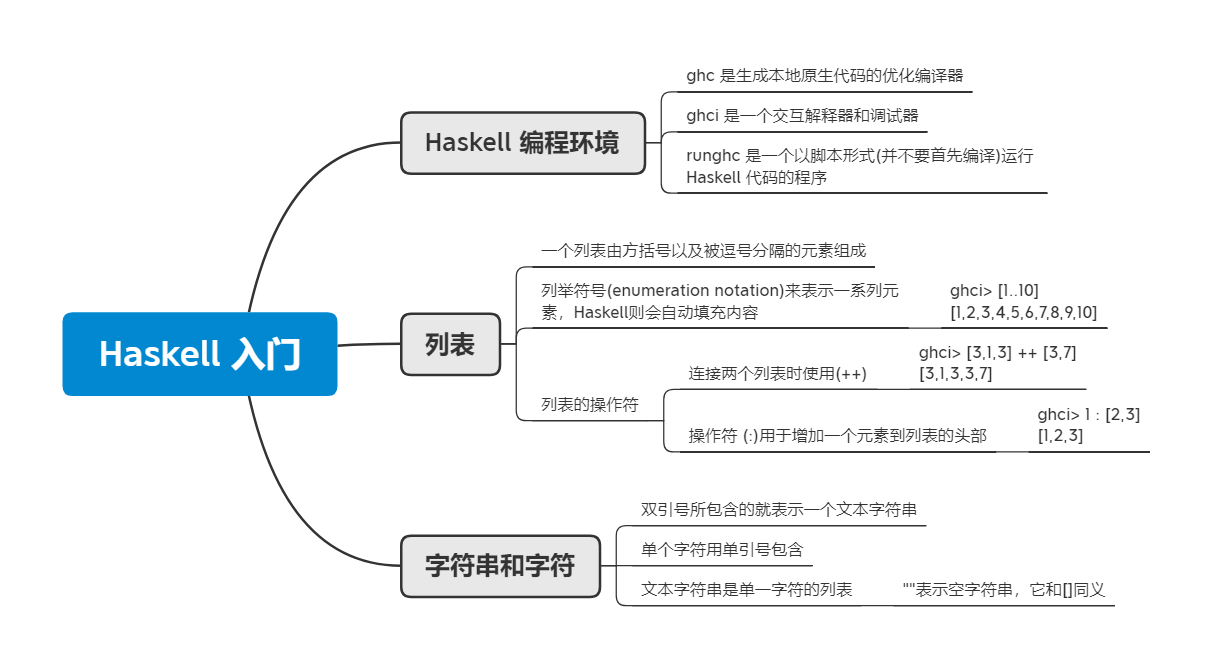 Haskell 入门
Haskell 编程环境
ghc 是生成本地原生代码的优化编译器
ghci 是一个交互解释器和调试器
runghc 是一个以脚本形式(并不要首先编译)运行
Haskell 代码的程序
列表
一个列表由方括号以及被逗号分隔的元素组成
列举符号(enumeration notation)来表示一系列元
素，Haskell则会自动填充内容
ghci> [1..10]
[1,2,3,4,5,6,7,8,9,10]
列表的操作符
连接两个列表时使用(++)
ghci> [3,1,3] ++ [3,7]
[3,1,3,3,7]
操作符 (:)用于增加一个元素到列表的头部
ghci> 1 : [2,3]
[1,2,3]
字符串和字符
双引号所包含的就表示一个文本字符串
单个字符用单引号包含
文本字符串是单一字符的列表
""表示空字符串，它和[]同义